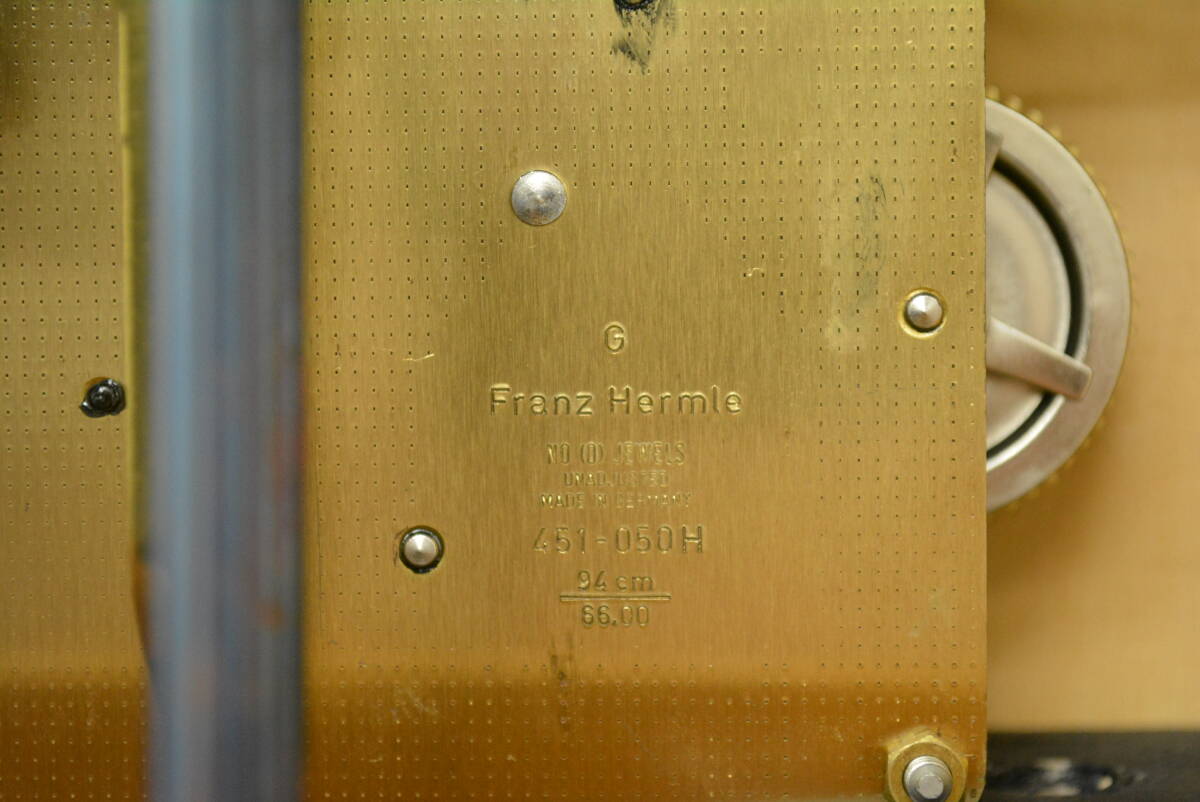 G
Franz Hermle
NO (0) JEWELS
UNADJUSTED
MADE IN GERMANY
451-050H
94 cm
66.00